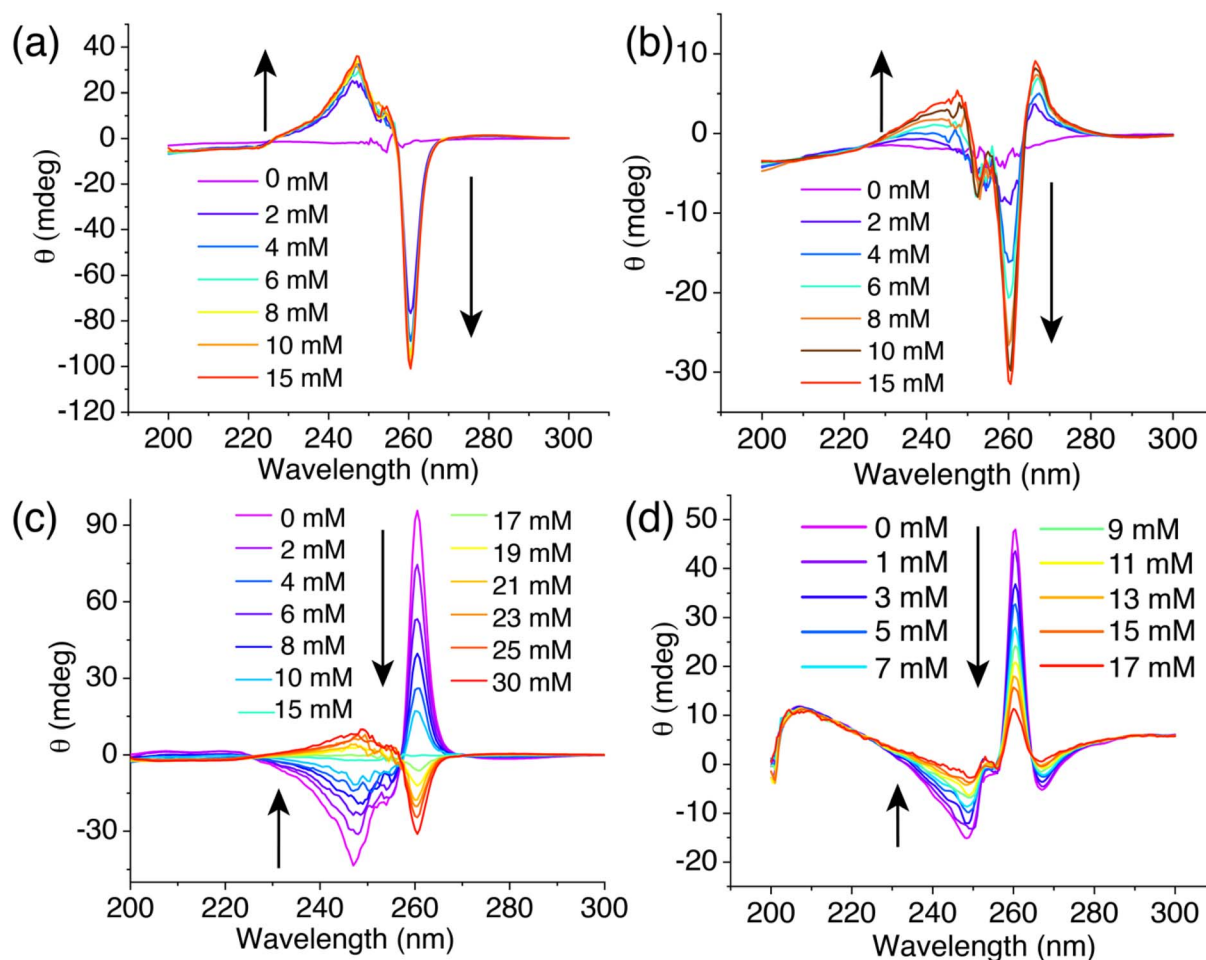 (a)
40
20
0
-20
-40
-60
-80
-100
-120
θ (mdeg)
0 mM
2 mM
4 mM
6 mM
8 mM
10 mM
15 mM
200 220 240 260 280 300
Wavelength (nm)
(b)
10
0
-10
-20
-30
θ (mdeg)
0 mM
2 mM
4 mM
6 mM
8 mM
10 mM
15 mM
200 220 240 260 280 300
Wavelength (nm)
(c)
90
60
30
0
-30
θ (mdeg)
0 mM
2 mM
4 mM
6 mM
8 mM
10 mM
15 mM
17 mM
19 mM
21 mM
23 mM
25 mM
30 mM
200 220 240 260 280 300
Wavelength (nm)
(d)
50
40
30
20
10
0
-10
-20
θ (mdeg)
0 mM
1 mM
3 mM
5 mM
7 mM
9 mM
11 mM
13 mM
15 mM
17 mM
200 220 240 260 280 300
Wavelength (nm)